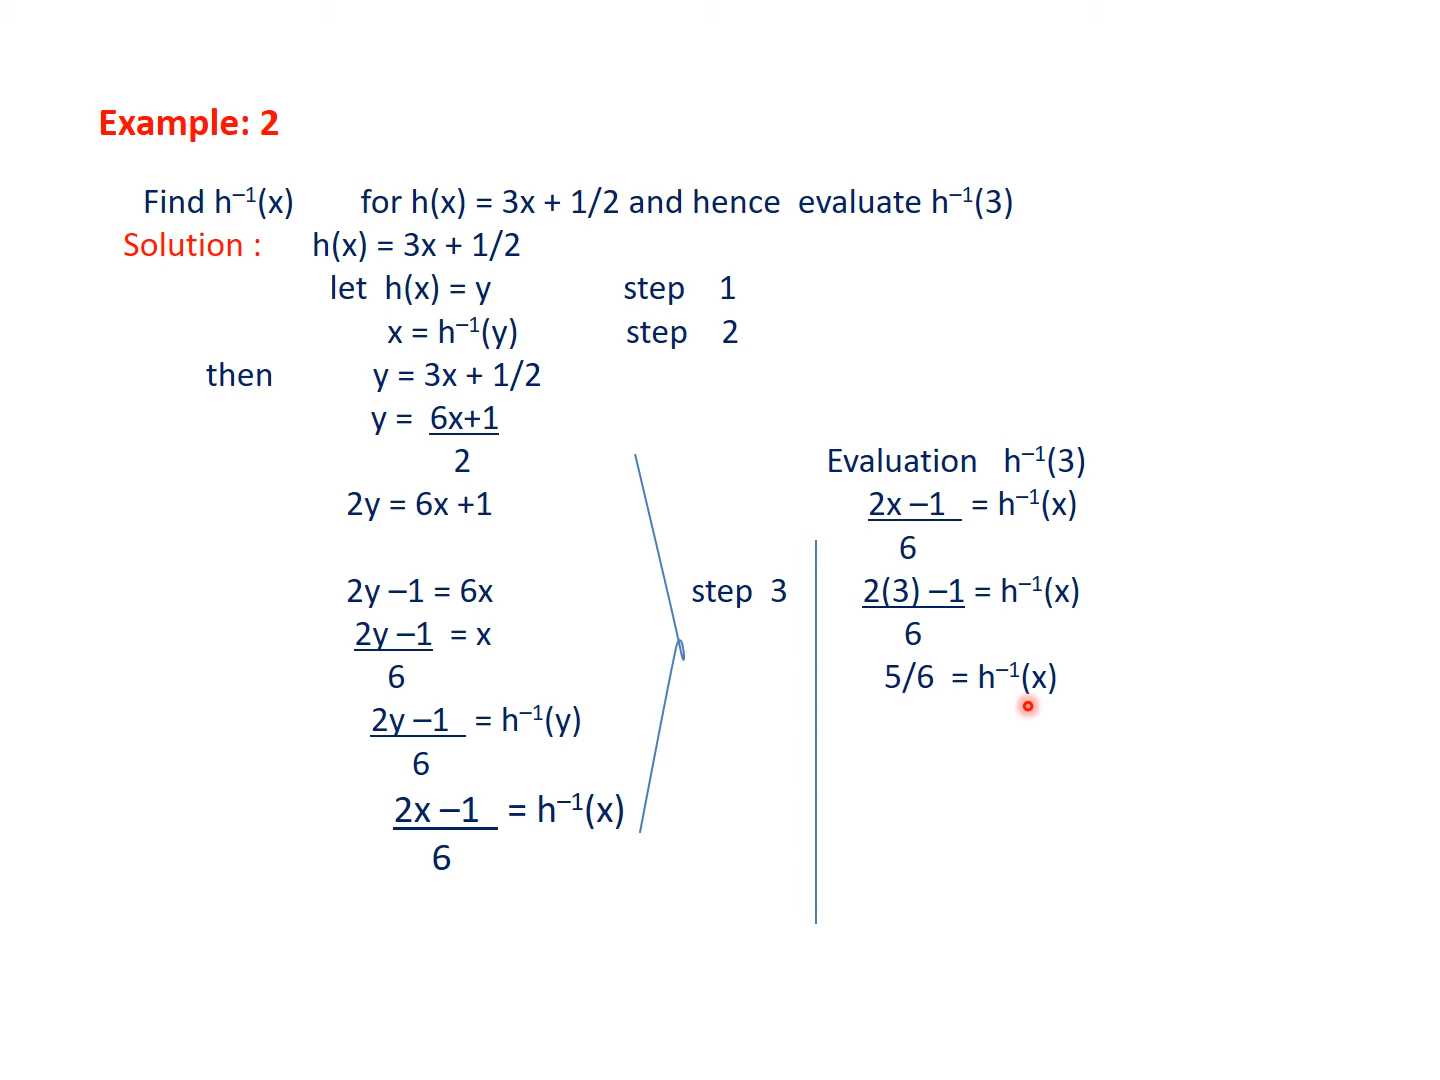 Example: 2
Find h⁻¹(x) for h(x) = 3x + 1/2 and hence evaluate h⁻¹(3)
Solution : h(x) = 3x + 1/2
let h(x) = y step 1
x = h⁻¹(y) step 2
then y = 3x + 1/2
y = 6x+1
2
2y = 6x +1
2y –1 = 6x
2y –1 = x
6
2y –1 = h⁻¹(y)
6
2x –1 = h⁻¹(x)
6
step 3
Evaluation h⁻¹(3)
2x –1 = h⁻¹(x)
6
2(3) –1 = h⁻¹(x)
6
5/6 = h⁻¹(x)